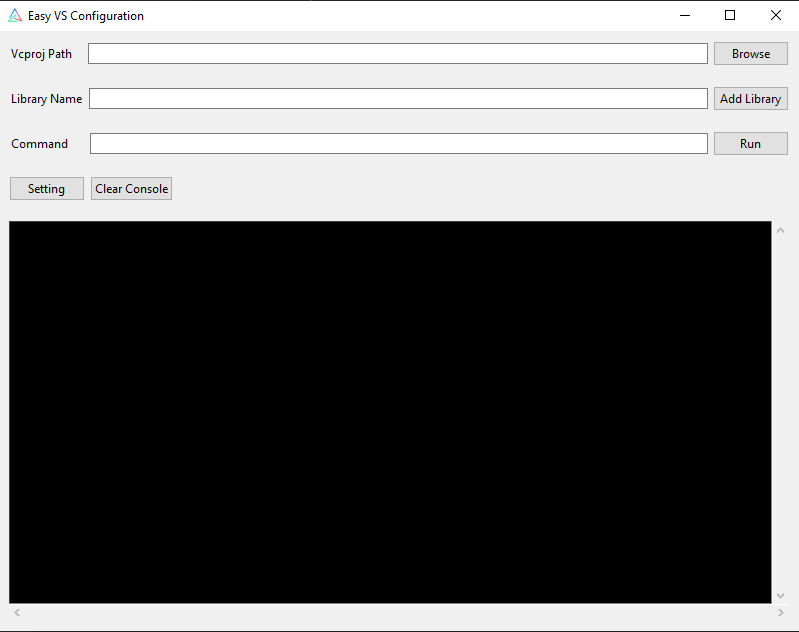 Easy VS Configuration
Vcproj Path Browse
Library Name Add Library
Command Run
Setting Clear Console